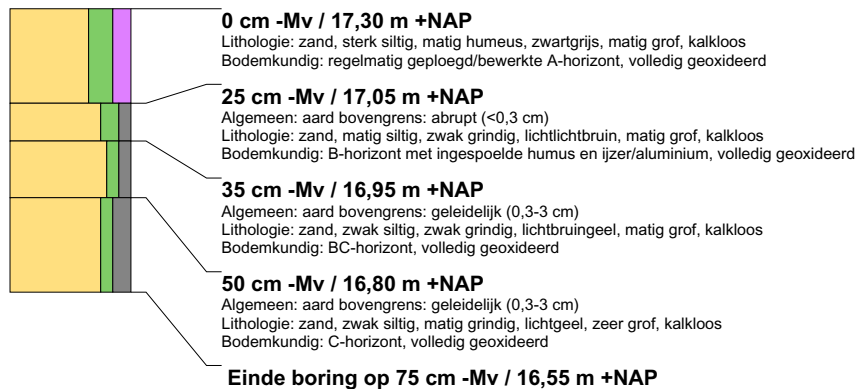 0 cm -Mv / 17,30 m +NAP
Lithologie: zand, sterk siltig, matig humeus, zwartgrijs, matig grof, kalkloos
Bodemkundig: regelmatig geploegd/bewerkte A-horizont, volledig geoxideerd
25 cm -Mv / 17,05 m +NAP
Algemeen: aard bovengrens: abrupt (<0,3 cm)
Lithologie: zand, matig siltig, zwak grindig, lichtlichtbruin, matig grof, kalkloos
Bodemkundig: B-horizont met ingespoelde humus en ijzer/aluminium, volledig geoxideerd
35 cm -Mv / 16,95 m +NAP
Algemeen: aard bovengrens: geleidelijk (0,3-3 cm)
Lithologie: zand, zwak siltig, zwak grindig, lichtbruingeel, matig grof, kalkloos
Bodemkundig: BC-horizont, volledig geoxideerd
50 cm -Mv / 16,80 m +NAP
Algemeen: aard bovengrens: geleidelijk (0,3-3 cm)
Lithologie: zand, zwak siltig, matig grindig, lichtgeel, zeer grof, kalkloos
Bodemkundig: C-horizont, volledig geoxideerd
Einde boring op 75 cm -Mv / 16,55 m +NAP